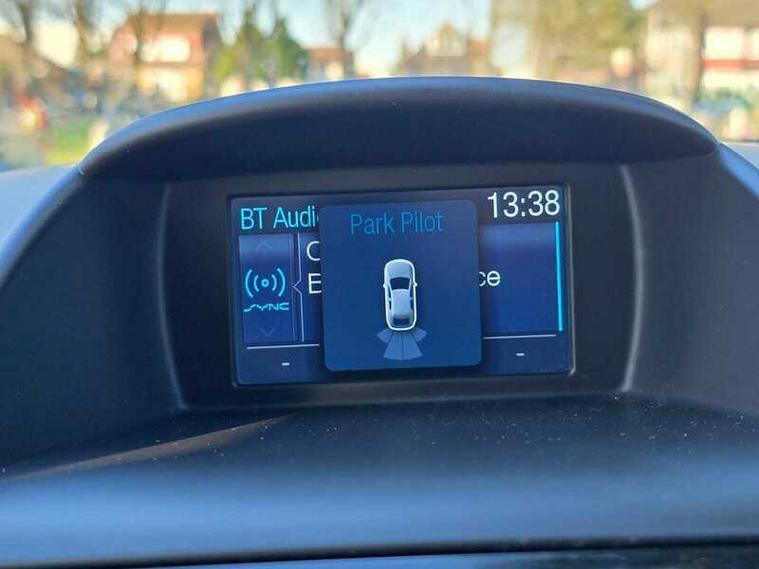 BT Audi
13:38
Park Pilot
SYNC
ce
-
-